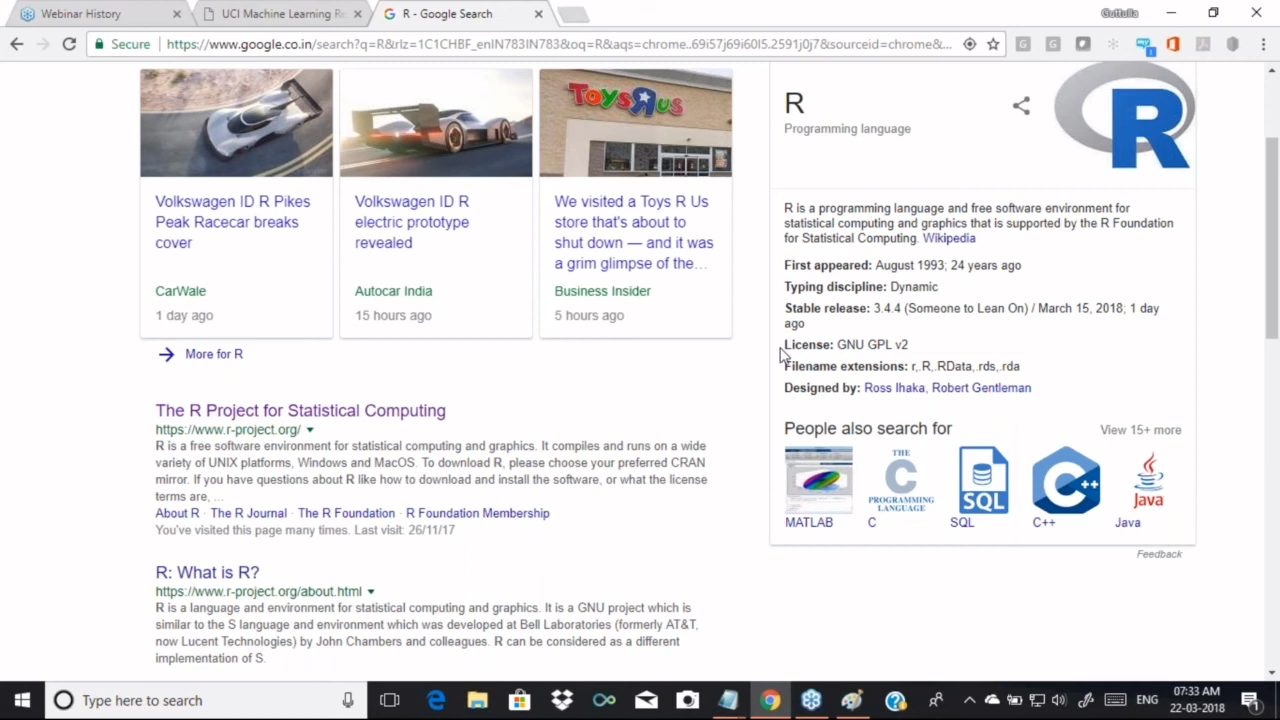 Webinar History
UCI Machine Learning Re
R - Google Search
Guttulla
Secure
https://www.google.co.in/search?q=R&rlz=1C1CHBF_enIN783IN783&oq=R&aqs=chrome..69i57j69i60l5.2591j0j7&sourceid=chrome&...
ToysRus
Volkswagen ID R Pikes
Peak Racecar breaks
cover
CarWale
1 day ago
Volkswagen ID R
electric prototype
revealed
Autocar India
15 hours ago
We visited a Toys R Us
store that's about to
shut down — and it was
a grim glimpse of the...
Business Insider
5 hours ago
More for R
The R Project for Statistical Computing
https://www.r-project.org/
R is a free software environment for statistical computing and graphics. It compiles and runs on a wide
variety of UNIX platforms, Windows and MacOS. To download R, please choose your preferred CRAN
mirror. If you have questions about R like how to download and install the software, or what the license
terms are, ...
About R · The R Journal · The R Foundation · R Foundation Membership
You've visited this page many times. Last visit: 26/11/17
R: What is R?
https://www.r-project.org/about.html
R is a language and environment for statistical computing and graphics. It is a GNU project which is
similar to the S language and environment which was developed at Bell Laboratories (formerly AT&T,
now Lucent Technologies) by John Chambers and colleagues. R can be considered as a different
implementation of S.
R
Programming language
R
R is a programming language and free software environment for
statistical computing and graphics that is supported by the R Foundation
for Statistical Computing. Wikipedia
First appeared: August 1993; 24 years ago
Typing discipline: Dynamic
Stable release: 3.4.4 (Someone to Lean On) / March 15, 2018; 1 day
ago
License: GNU GPL v2
Filename extensions: r,.R,.RData,.rds,.rda
Designed by: Ross Ihaka, Robert Gentleman
People also search for
View 15+ more
THE
C
PROGRAMMING
LANGUAGE
SQL
C++
Java
MATLAB
C
SQL
C++
Java
Feedback
Type here to search
ENG
07:33 AM
22-03-2018